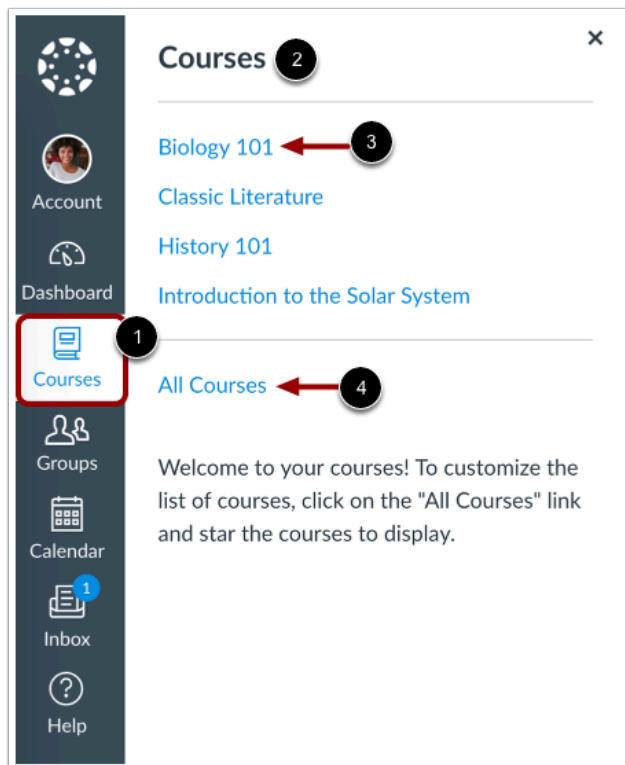 Courses 2
×
Biology 101 3
Classic Literature
History 101
Introduction to the Solar System
All Courses 4
Welcome to your courses! To customize the
list of courses, click on the "All Courses" link
and star the courses to display.
Account
Dashboard
1
Courses
Groups
Calendar
1
Inbox
?
Help